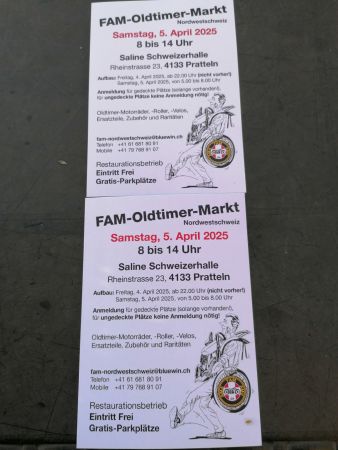 FAM-Oldtimer-Markt
Nordwestschweiz
Samstag, 5. April 2025
8 bis 14 Uhr
Saline Schweizerhalle
Rheinstrasse 23, 4133 Pratteln
Aufbau: Freitag, 4. April 2025, ab 22.00 Uhr (nicht vorher!)
Samstag, 5. April 2025, von 5.00 bis 8.00 Uhr
Anmeldung für gedeckte Plätze (solange vorhanden),
für ungedeckte Plätze keine Anmeldung nötig!
Oldtimer-Motorräder, -Roller, -Velos,
Ersatzteile, Zubehör und Raritäten
fam-nordwestschweiz@bluewin.ch
Telefon +41 61 681 80 91
Mobile +41 79 768 91 07
Restaurationsbetrieb
Eintritt Frei
Gratis-Parkplätze
FAM-Oldtimer-Markt
Nordwestschweiz
Samstag, 5. April 2025
8 bis 14 Uhr
Saline Schweizerhalle
Rheinstrasse 23, 4133 Pratteln
Aufbau: Freitag, 4. April 2025, ab 22.00 Uhr (nicht vorher!)
Samstag, 5. April 2025, von 5.00 bis 8.00 Uhr
Anmeldung für gedeckte Plätze (solange vorhanden),
für ungedeckte Plätze keine Anmeldung nötig!
Oldtimer-Motorräder, -Roller, -Velos,
Ersatzteile, Zubehör und Raritäten
fam-nordwestschweiz@bluewin.ch
Telefon +41 61 681 80 91
Mobile +41 79 768 91 07
Restaurationsbetrieb
Eintritt Frei
Gratis-Parkplätze